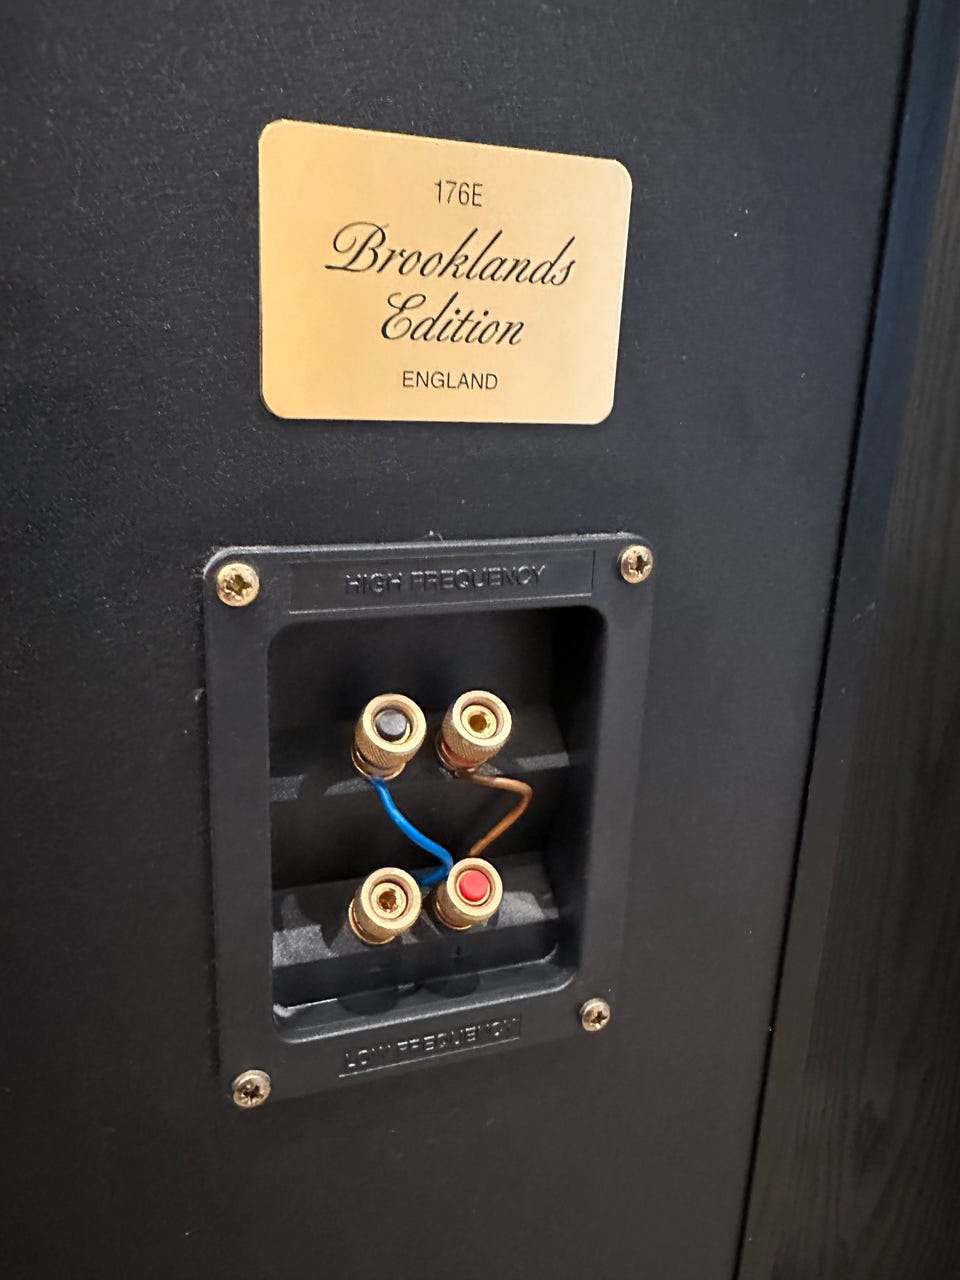 176E
Brooklands
Edition
ENGLAND
HIGH FREQUENCY
LOW FREQUENCY